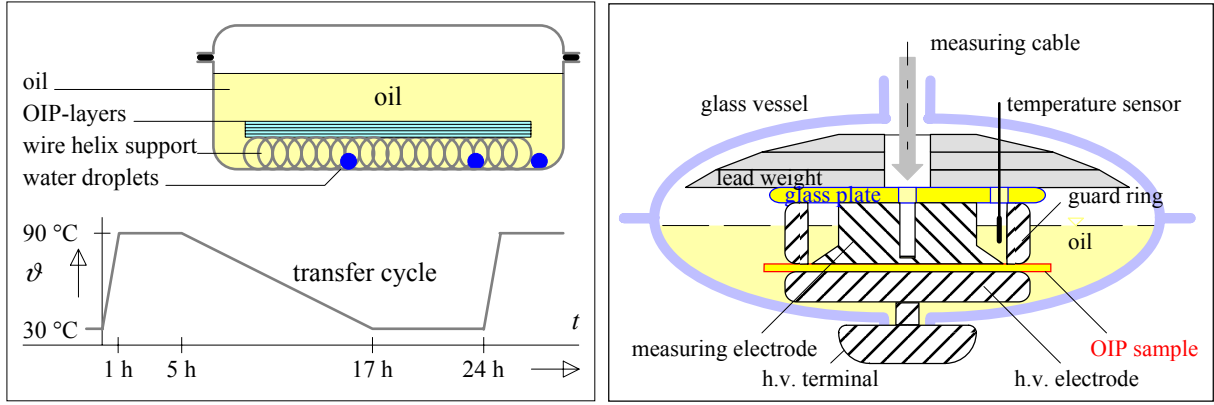 oil
oil
OIP-layers
wire helix support
water droplets
90 °C
ϑ
transfer cycle
30 °C
t
1 h
5 h
17 h
24 h
measuring cable
glass vessel
temperature sensor
lead weight
glass plate
guard ring
oil
measuring electrode
OIP sample
h.v. terminal
h.v. electrode